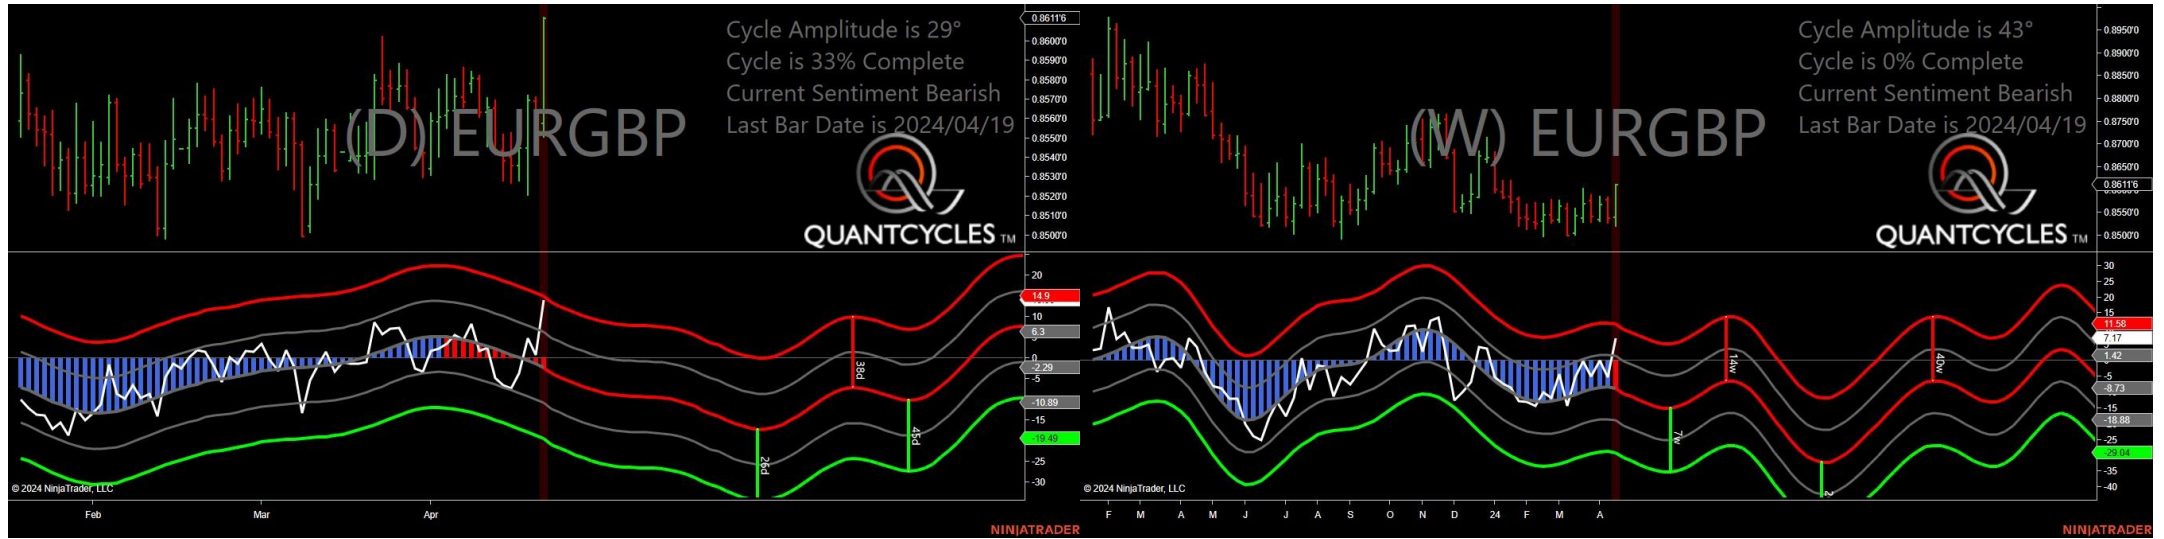 Cycle Amplitude is 29°
Cycle is 33% Complete
Current Sentiment Bearish
Last Bar Date is 2024/04/19
(D) EURGBP
QUANTCYCLES TM
0.8611'6
0.8600'0
0.8590'0
0.8580'0
0.8570'0
0.8560'0
0.8550'0
0.8540'0
0.8530'0
0.8520'0
0.8510'0
0.8500'0
20
14.9
10
6.3
0
-2.29
-5
-10.89
-15
-19.49
-25
-30
38d
45d
26d
© 2024 NinjaTrader, LLC
Feb
Mar
Apr
NINJATRADER
Cycle Amplitude is 43°
Cycle is 0% Complete
Current Sentiment Bearish
Last Bar Date is 2024/04/19
(W) EURGBP
QUANTCYCLES TM
0.8950'0
0.8900'0
0.8850'0
0.8800'0
0.8750'0
0.8700'0
0.8650'0
0.8611'6
0.8550'0
0.8500'0
30
25
20
15
11.58
7.17
1.42
-5
-8.73
-15
-18.88
-25
-29.04
-35
-40
14w
40w
7w
© 2024 NinjaTrader, LLC
F M A M J J A S O N D 24 F M A
NINJATRADER